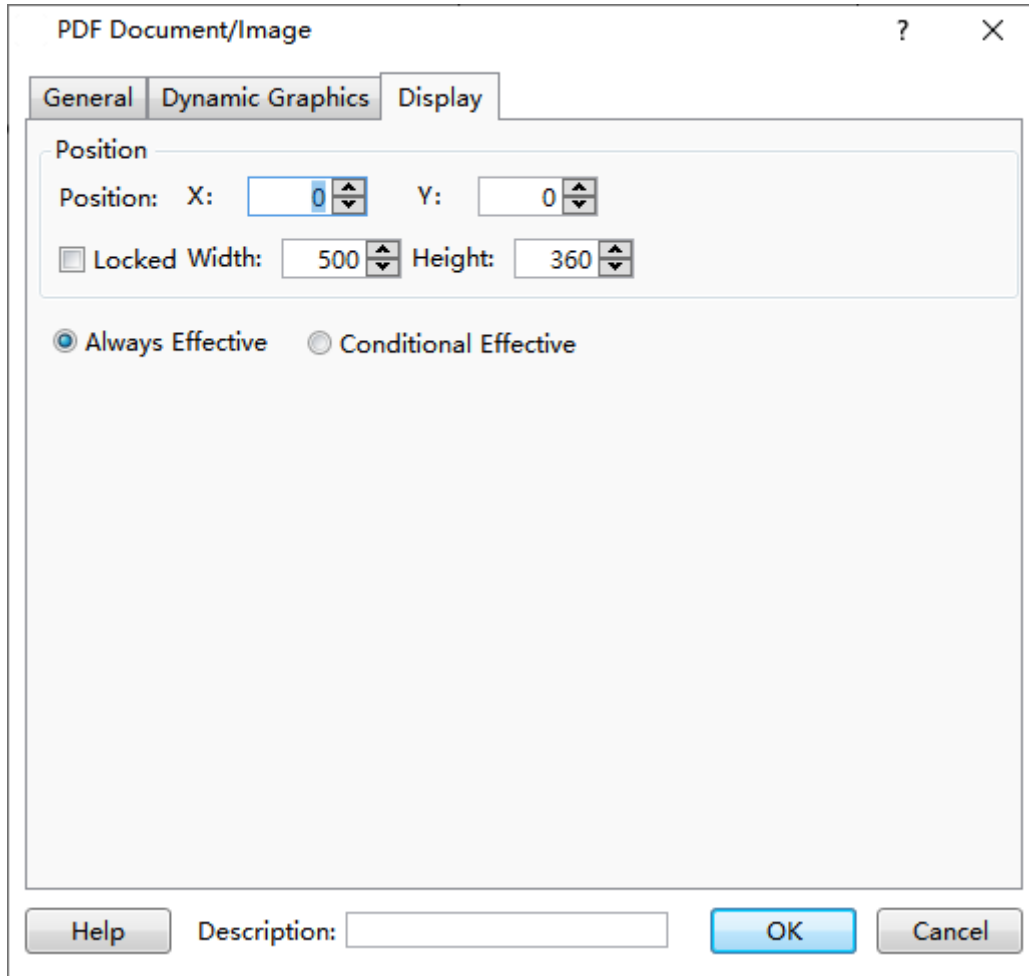 PDF Document/Image ?
General Dynamic Graphics Display
Position
Position: X: 0 Y: 0
Locked Width: 500 Height: 360
Always Effective Conditional Effective
Help Description: OK Cancel